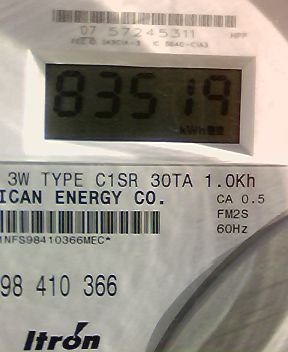 07 57245311
83519
kWh
3W TYPE C1SR 30TA 1.0Kh
ICAN ENERGY CO.
CA 0.5
FM2S
60Hz
1NFS98410366MEC*
98 410 366
Itrón